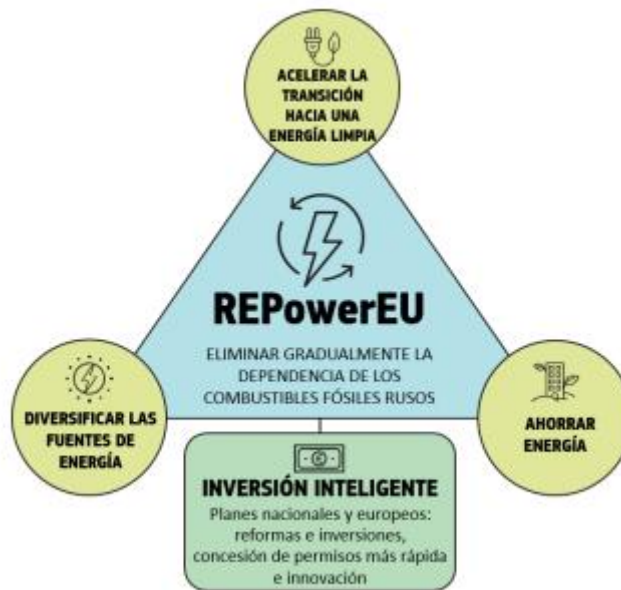 ACELERAR LA
TRANSICIÓN
HACIA UNA
ENERGÍA LIMPIA
REPowerEU
ELIMINAR GRADUALMENTE LA
DEPENDENCIA DE LOS
COMBUSTIBLES FÓSILES RUSOS
DIVERSIFICAR LAS
FUENTES DE
ENERGÍA
AHORRAR
ENERGÍA
INVERSIÓN INTELIGENTE
Planes nacionales y europeos:
reformas e inversiones,
concesión de permisos más rápida
e innovación